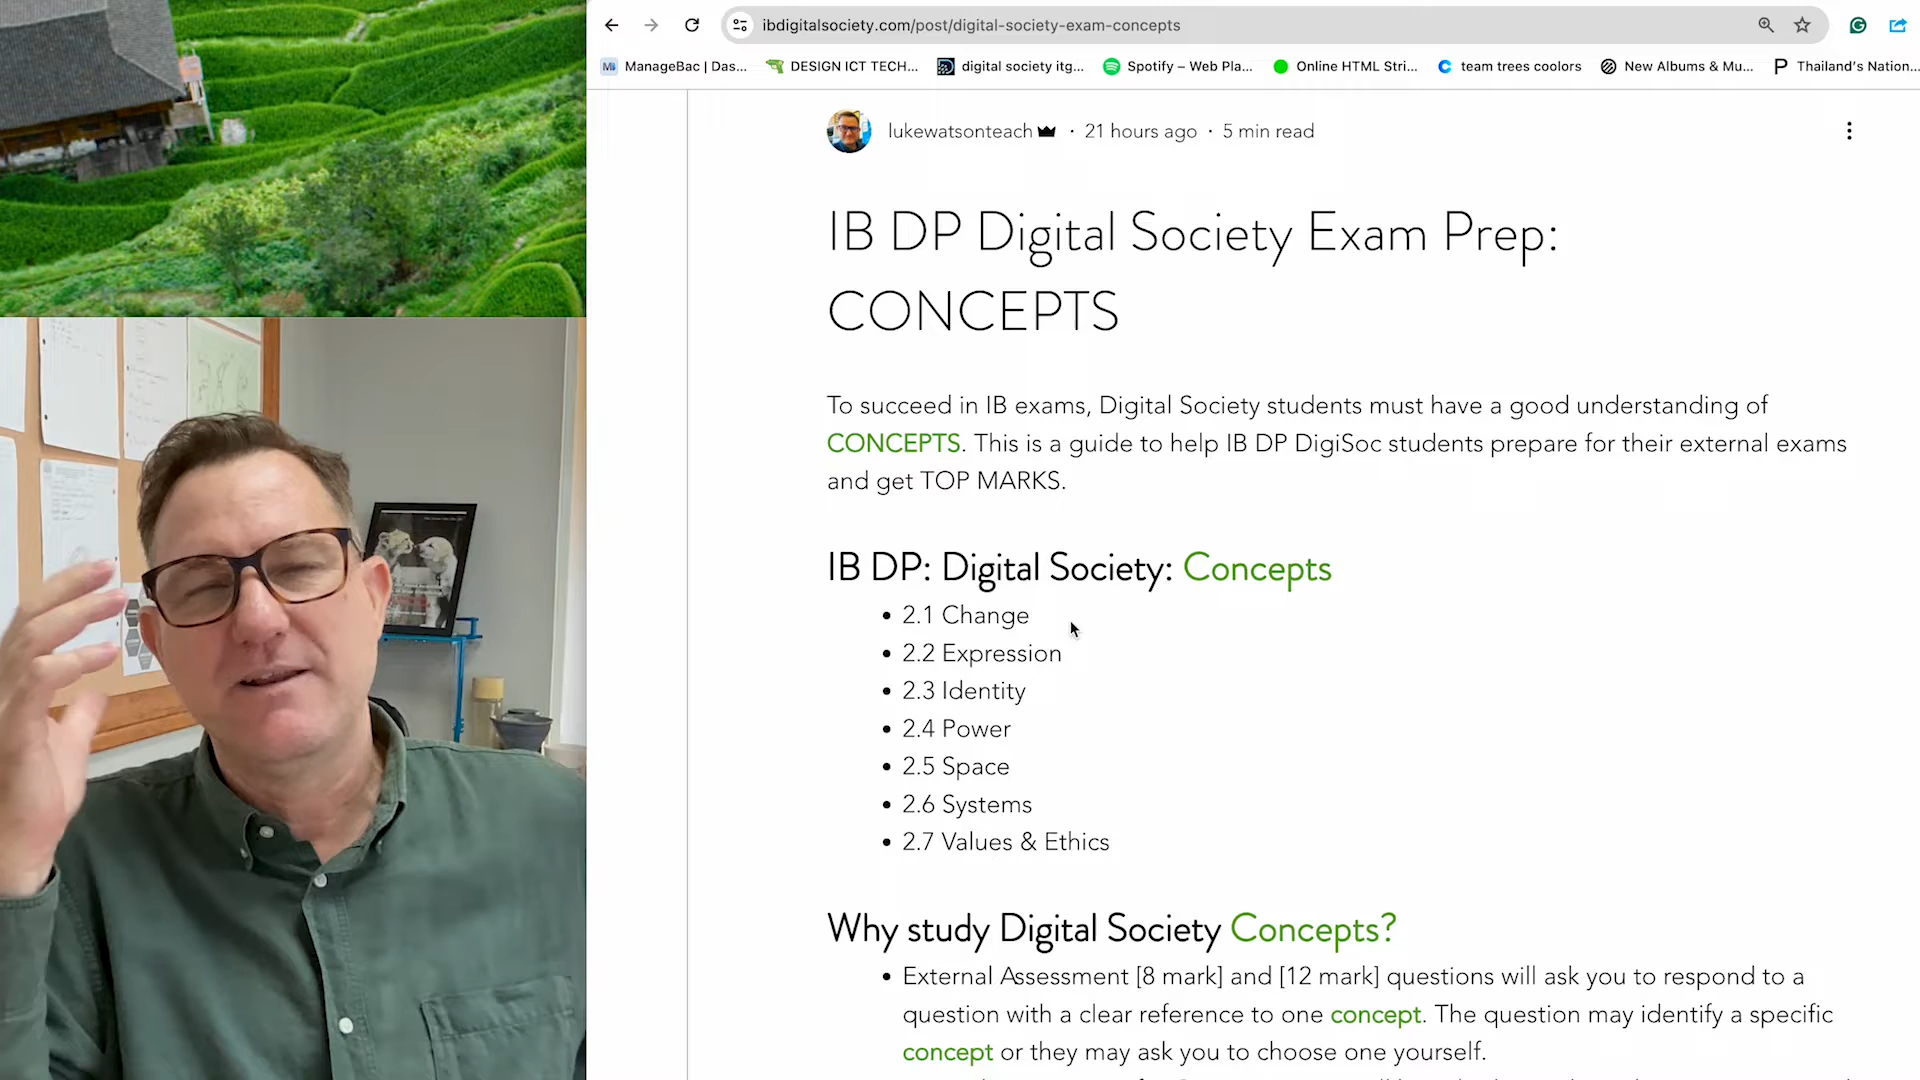 ibdigitalsociety.com/post/digital-society-exam-concepts
ManageBac | Das...
DESIGN ICT TECH...
digital society itg...
Spotify – Web Pla...
Online HTML Stri...
team trees coolors
New Albums & Mu...
Thailand's Nation...
lukewatsonteach · 21 hours ago · 5 min read
IB DP Digital Society Exam Prep:
CONCEPTS
To succeed in IB exams, Digital Society students must have a good understanding of
CONCEPTS. This is a guide to help IB DP DigiSoc students prepare for their external exams
and get TOP MARKS.
IB DP: Digital Society: Concepts
• 2.1 Change
• 2.2 Expression
• 2.3 Identity
• 2.4 Power
• 2.5 Space
• 2.6 Systems
• 2.7 Values & Ethics
Why study Digital Society Concepts?
• External Assessment [8 mark] and [12 mark] questions will ask you to respond to a
question with a clear reference to one concept. The question may identify a specific
concept or they may ask you to choose one yourself.